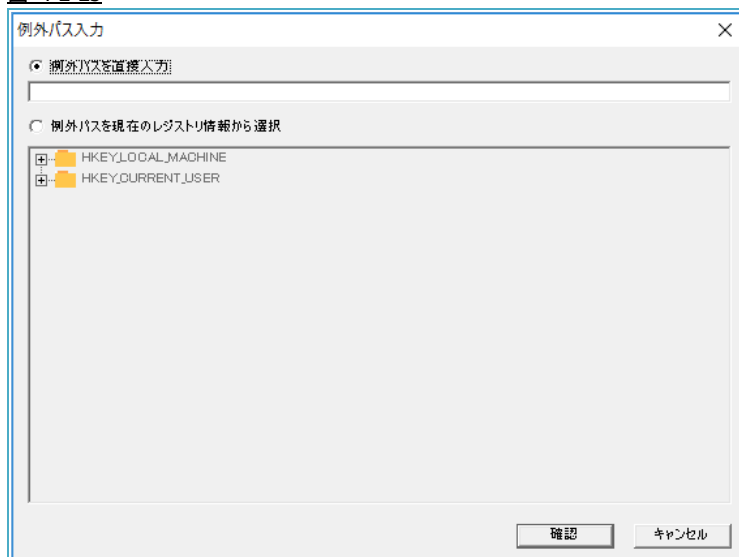 例外パス入力
例外パスを直接入力
例外パスを現在のレジストリ情報から選択
HKEY_LOCAL_MACHINE
HKEY_CURRENT_USER
確認
キャンセル